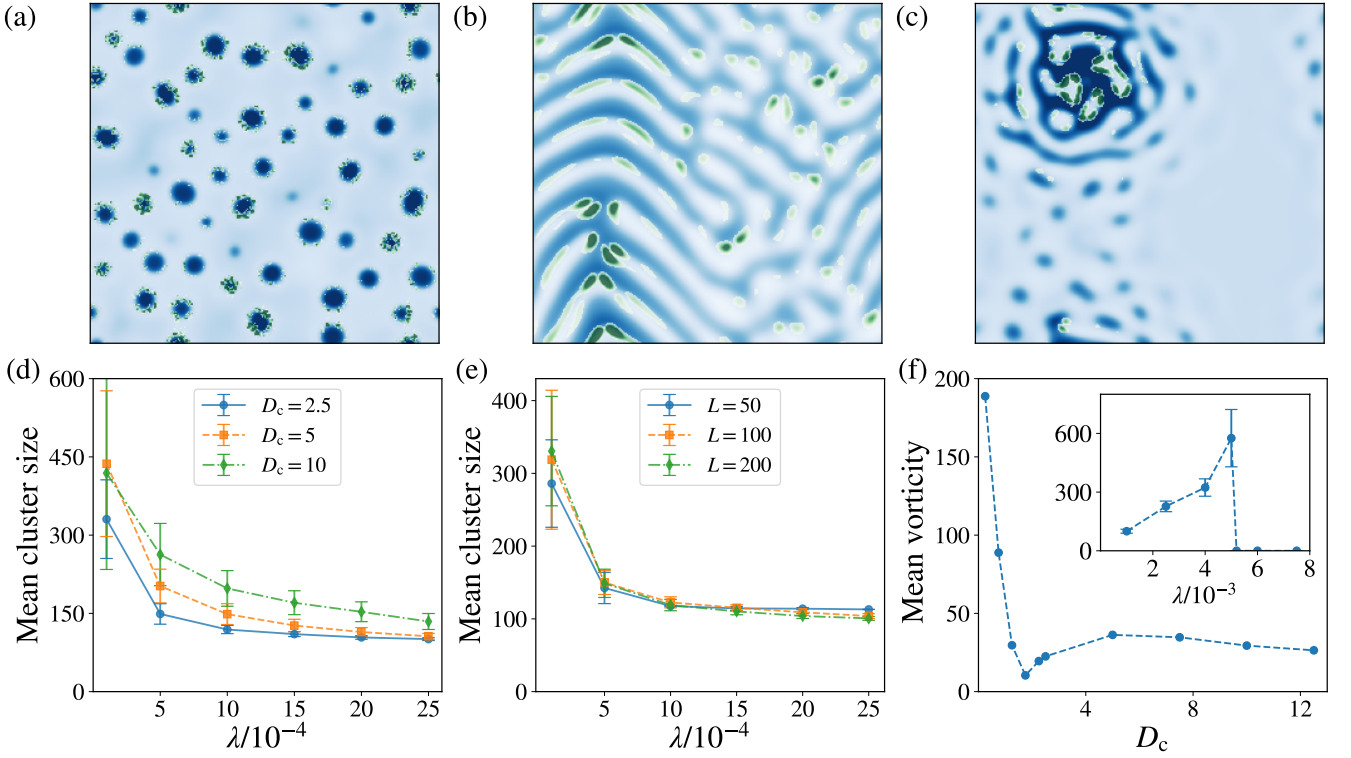 (a)
(b)
(c)
(d)
Mean cluster size
600
450
300
150
0
D_c = 2.5
D_c = 5
D_c = 10
5 10 15 20 25
λ/10⁻⁴
(e)
Mean cluster size
400
300
200
100
0
L = 50
L = 100
L = 200
5 10 15 20 25
λ/10⁻⁴
(f)
Mean vorticity
200
150
100
50
0
600
300
0
2 4 6 8
λ/10⁻³
4 8 12
D_c